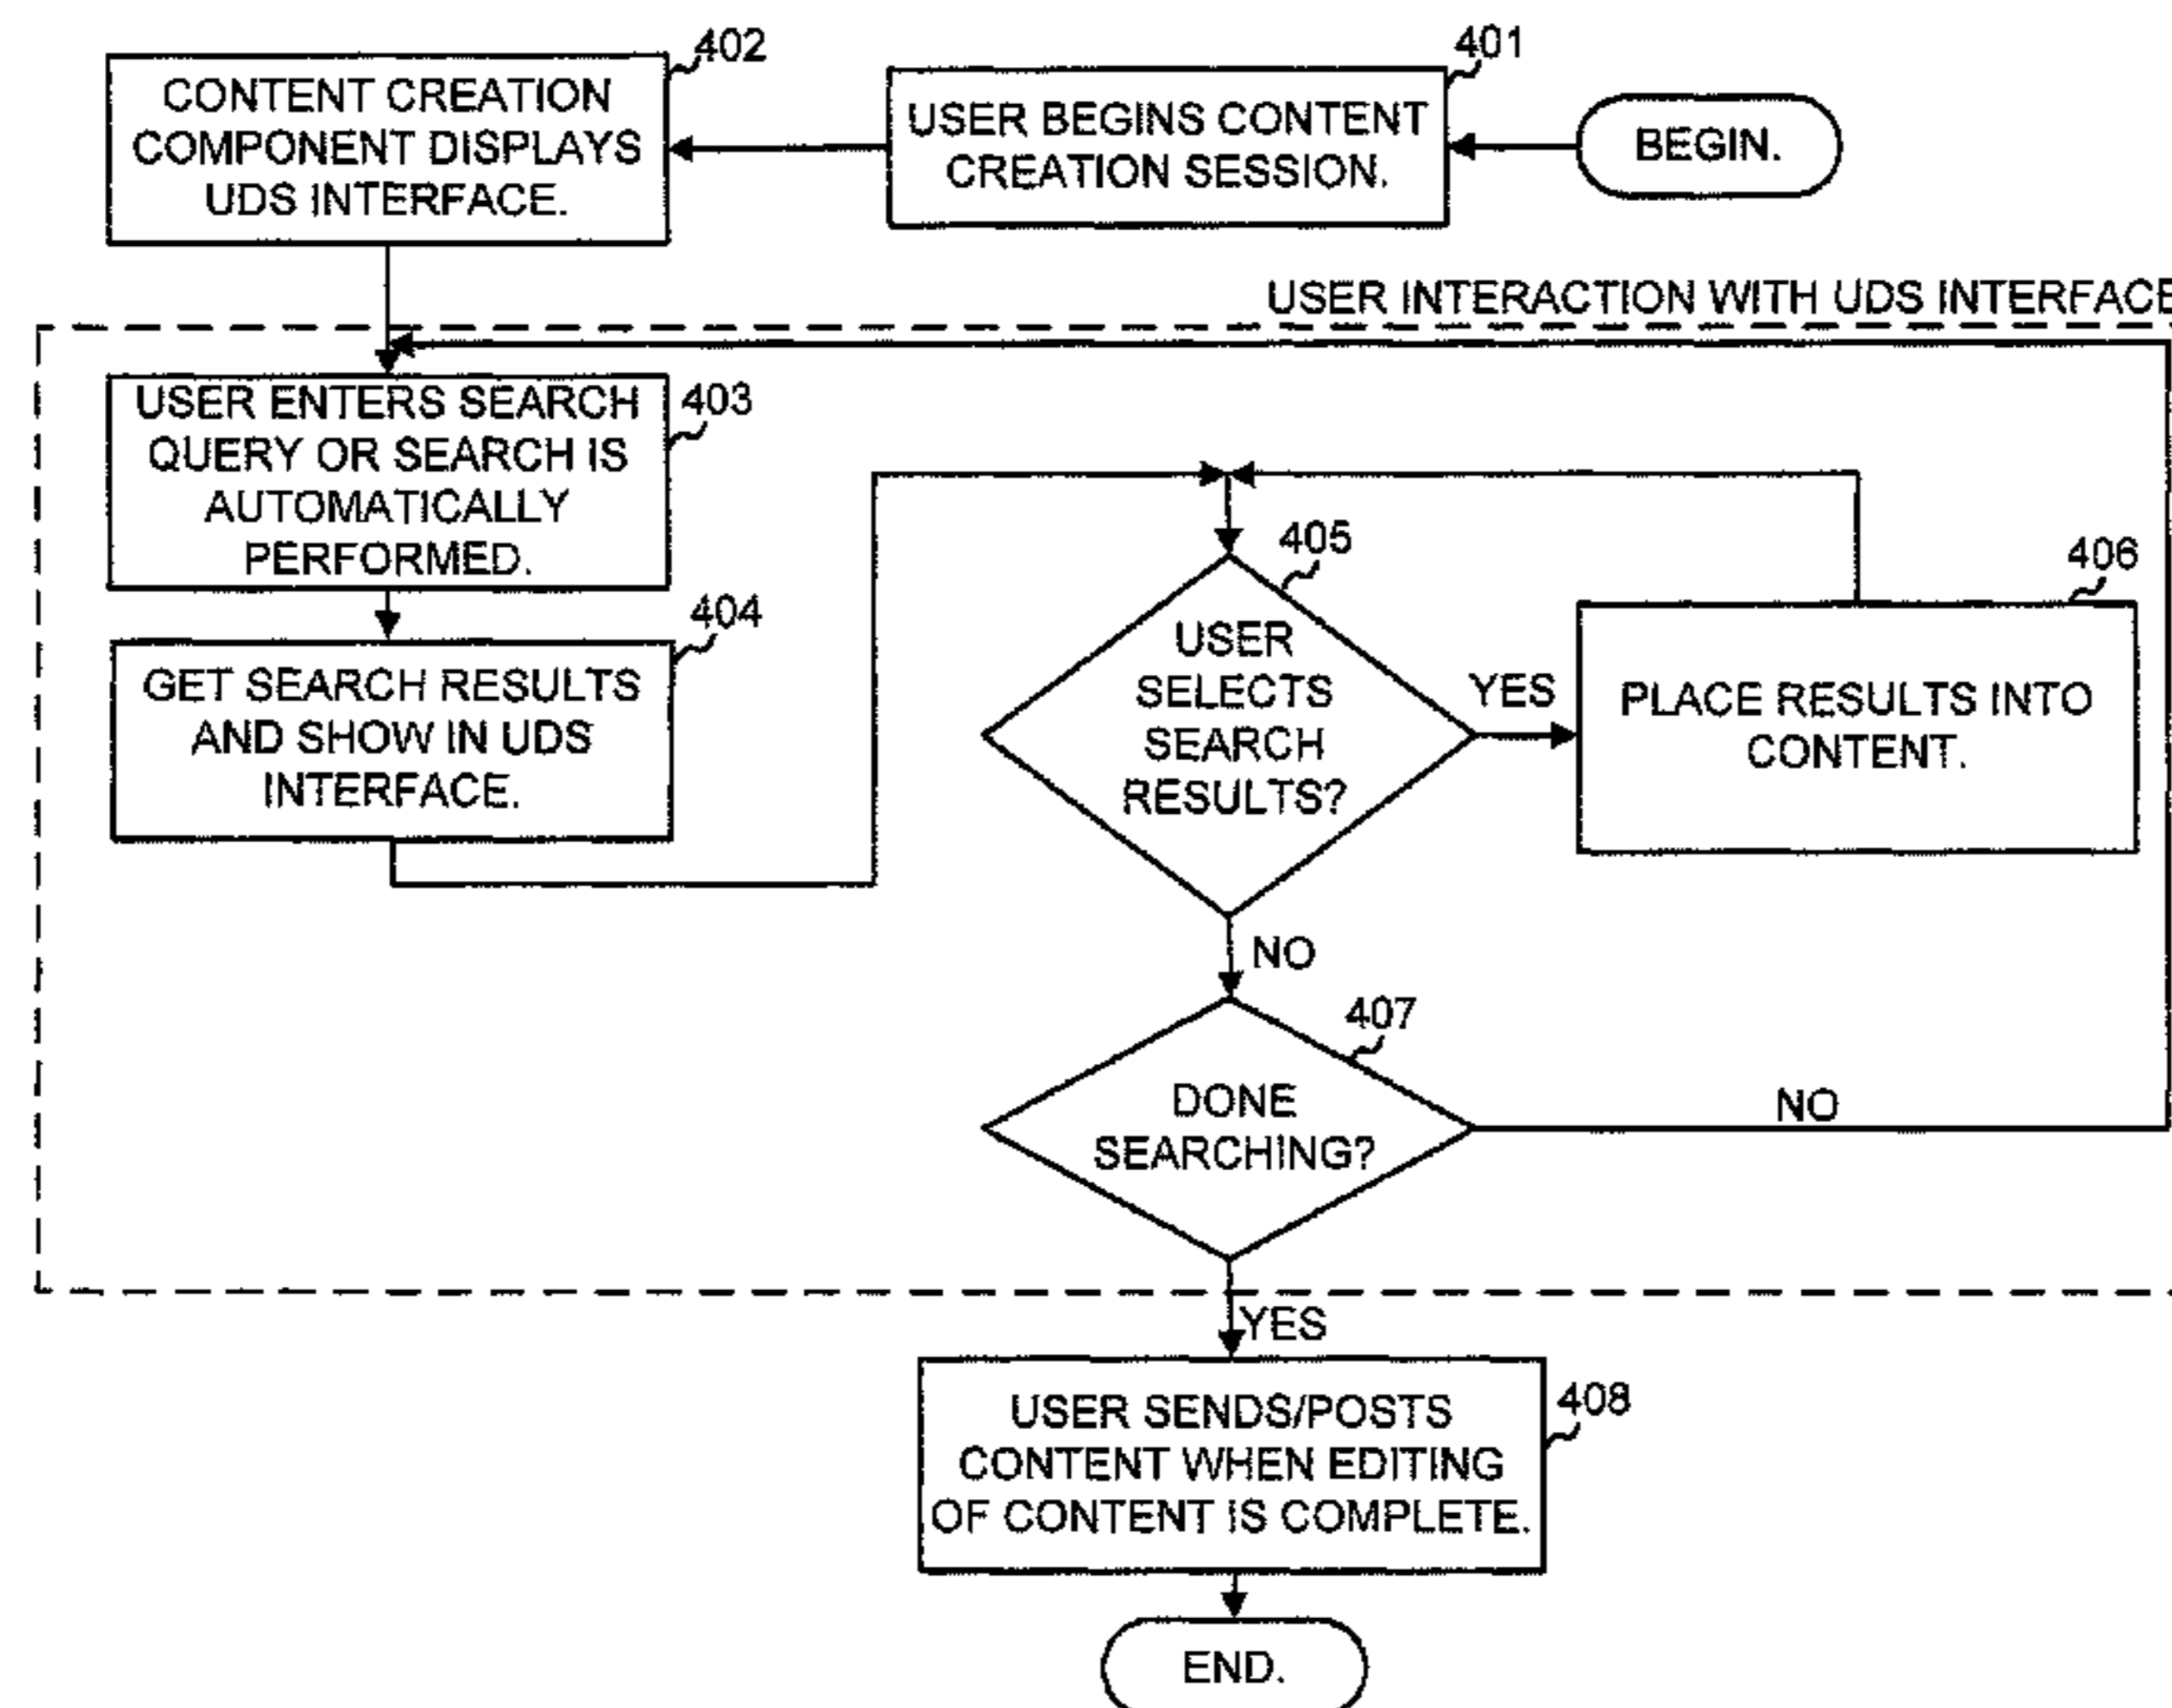 402
CONTENT CREATION
COMPONENT DISPLAYS
UDS INTERFACE.
401
USER BEGINS CONTENT
CREATION SESSION.
BEGIN.
USER INTERACTION WITH UDS INTERFACE
403
USER ENTERS SEARCH
QUERY OR SEARCH IS
AUTOMATICALLY
PERFORMED.
404
GET SEARCH RESULTS
AND SHOW IN UDS
INTERFACE.
405
USER
SELECTS
SEARCH
RESULTS?
YES
406
PLACE RESULTS INTO
CONTENT.
NO
407
DONE
SEARCHING?
NO
YES
408
USER SENDS/POSTS
CONTENT WHEN EDITING
OF CONTENT IS COMPLETE.
END.